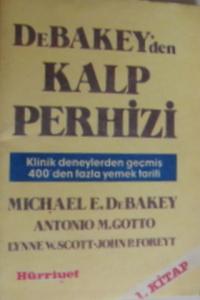 DEBAKEY'den
KALP
PERHİZİ
Klinik deneylerden geçmiş
400'den fazla yemek tarifi
MICHAEL E. DEBAKEY
ANTONIO M. GOTTO
LYNNE W. SCOTT-JOHN P. FOREYT
Hürriyet
1. KİTAP